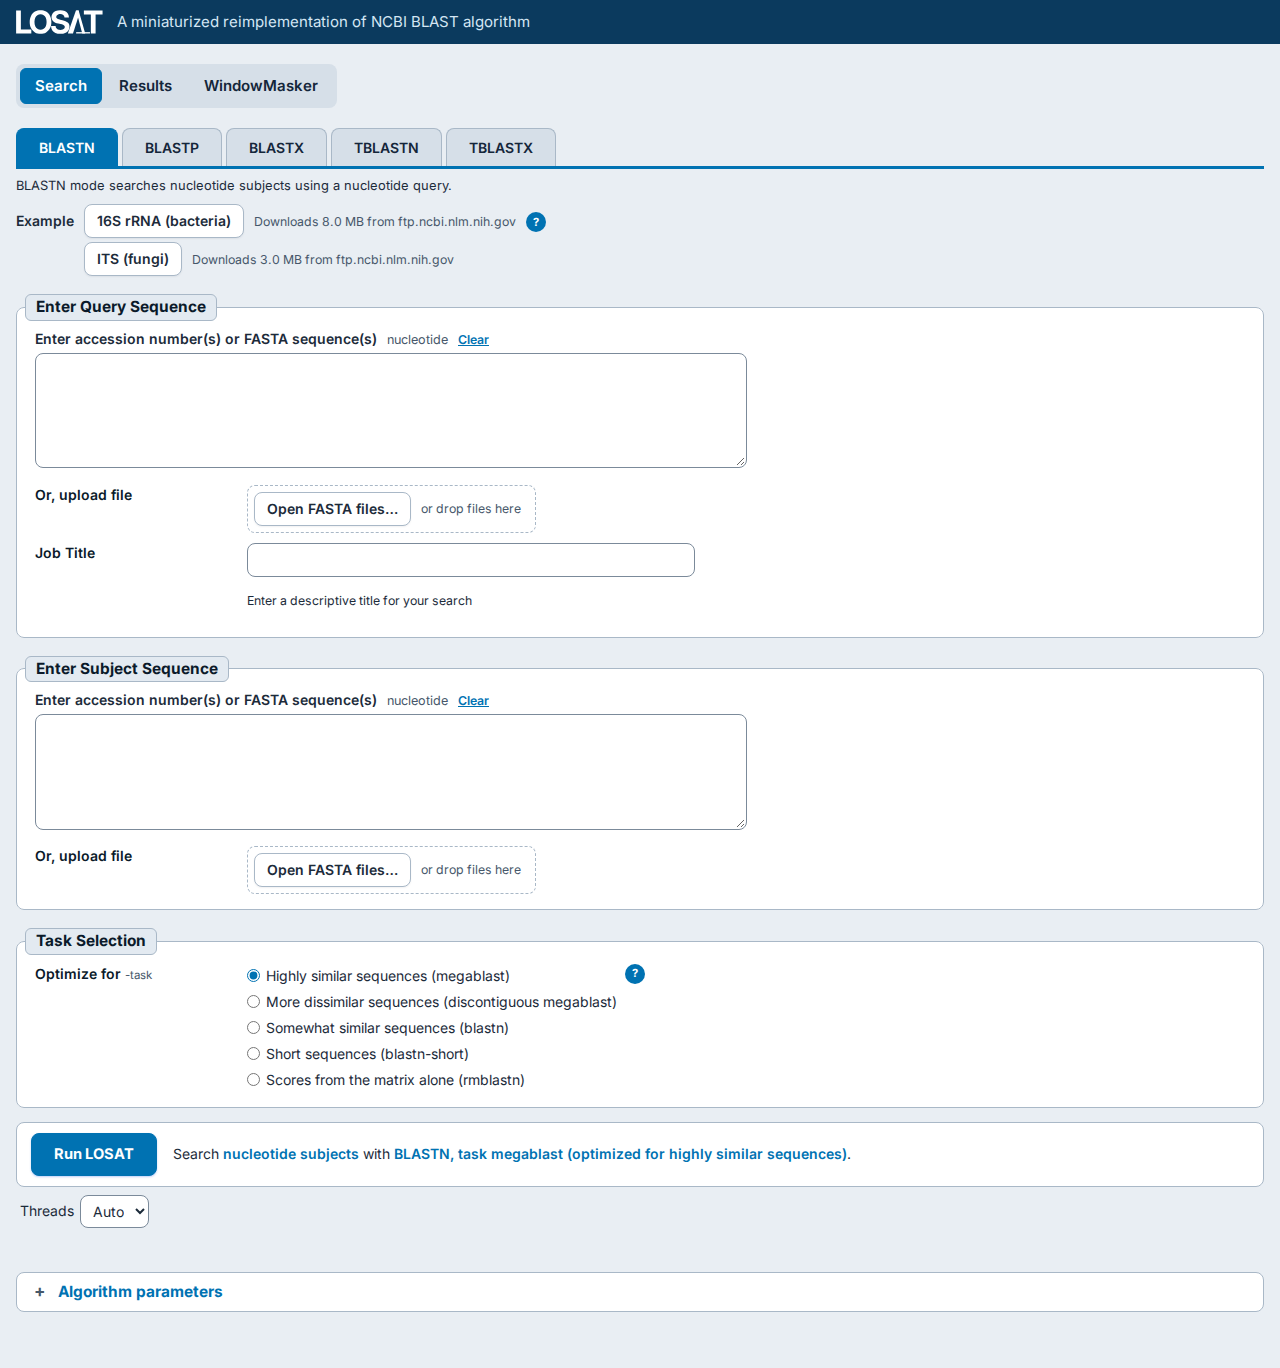 LOSAT A miniaturized reimplementation of NCBI BLAST algorithm
Search Results WindowMasker
BLASTN BLASTP BLASTX TBLASTN TBLASTX
BLASTN mode searches nucleotide subjects using a nucleotide query.
Example 16S rRNA (bacteria) Downloads 8.0 MB from ftp.ncbi.nlm.nih.gov ?
ITS (fungi) Downloads 3.0 MB from ftp.ncbi.nlm.nih.gov
Enter Query Sequence
Enter accession number(s) or FASTA sequence(s) nucleotide Clear
Or, upload file Open FASTA files... or drop files here
Job Title
Enter a descriptive title for your search
Enter Subject Sequence
Enter accession number(s) or FASTA sequence(s) nucleotide Clear
Or, upload file Open FASTA files... or drop files here
Task Selection
Optimize for -task Highly similar sequences (megablast) ?
More dissimilar sequences (discontiguous megablast)
Somewhat similar sequences (blastn)
Short sequences (blastn-short)
Scores from the matrix alone (rmblastn)
Run LOSAT Search nucleotide subjects with BLASTN, task megablast (optimized for highly similar sequences).
Threads Auto
+ Algorithm parameters